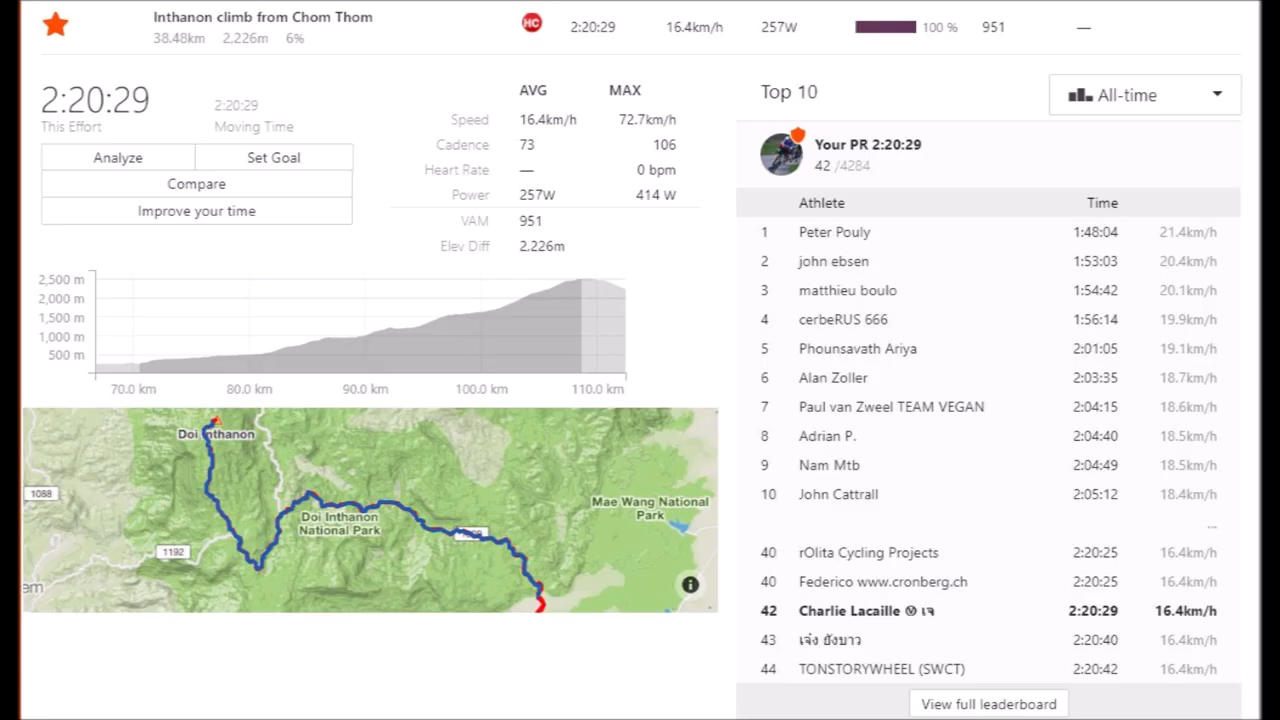 Inthanon climb from Chom Thom
38.48km 2,226m 6%
HC 2:20:29 16.4km/h 257W 100 % 951 —
2:20:29
This Effort
2:20:29
Moving Time
Analyze Set Goal
Compare
Improve your time
AVG MAX
Speed 16.4km/h 72.7km/h
Cadence 73 106
Heart Rate — 0 bpm
Power 257W 414 W
VAM 951
Elev Diff 2,226m
2,500 m
2,000 m
1,500 m
1,000 m
500 m
70.0 km 80.0 km 90.0 km 100.0 km 110.0 km
Doi Inthanon
1088
Doi Inthanon
National Park
Mae Wang National
Park
1192
em
Top 10 All-time
Your PR 2:20:29
42 /4284
Athlete Time
1 Peter Pouly 1:48:04 21.4km/h
2 john ebsen 1:53:03 20.4km/h
3 matthieu boulo 1:54:42 20.1km/h
4 cerbeRUS 666 1:56:14 19.9km/h
5 Phounsavath Ariya 2:01:05 19.1km/h
6 Alan Zoller 2:03:35 18.7km/h
7 Paul van Zweel TEAM VEGAN 2:04:15 18.6km/h
8 Adrian P. 2:04:40 18.5km/h
9 Nam Mtb 2:04:49 18.5km/h
10 John Cattrall 2:05:12 18.4km/h
...
40 rOlita Cycling Projects 2:20:25 16.4km/h
40 Federico www.cronberg.ch 2:20:25 16.4km/h
42 Charlie Lacaille Ⓥ เจ 2:20:29 16.4km/h
43 เจ๋ง ยังบาว 2:20:40 16.4km/h
44 TONSTORYWHEEL (SWCT) 2:20:42 16.4km/h
View full leaderboard